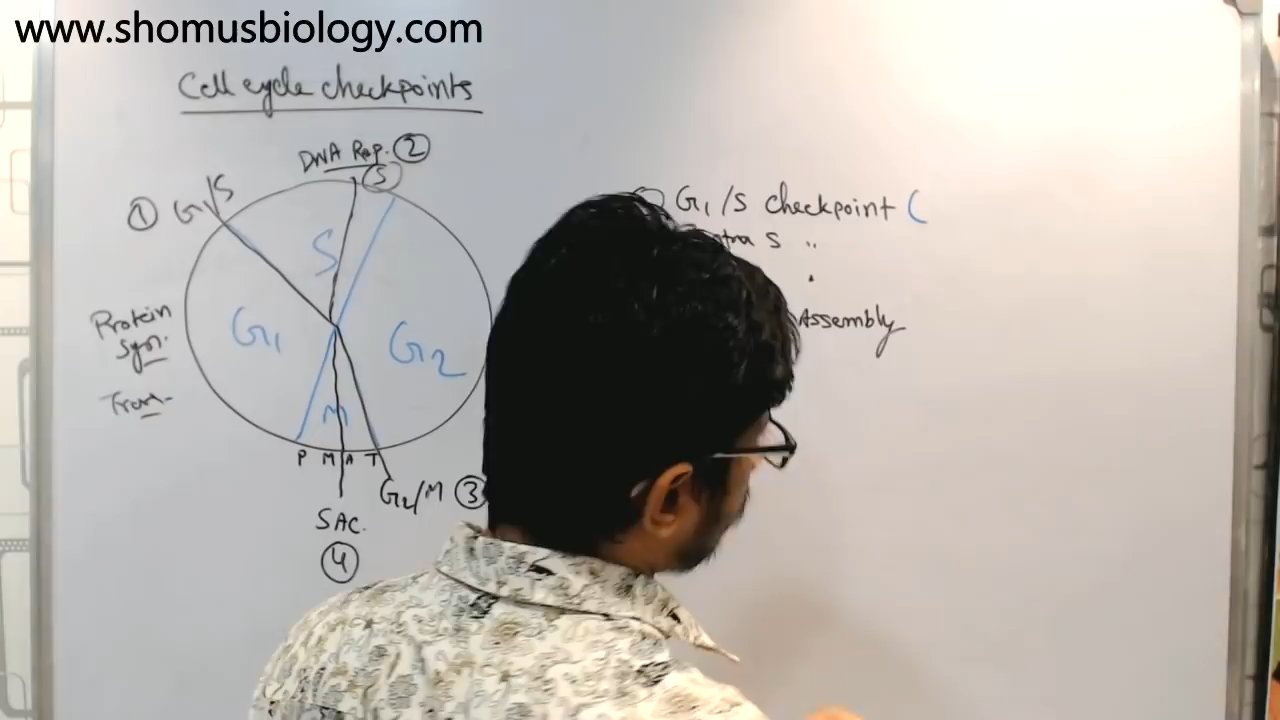 www.shomusbiology.com
Cell cycle checkpoints
DNA Rep. 2
S
1 G1/S
S
Protein
Syn.
G1
G2
M
P M A T
G2/M 3
SAC.
4
G1/S Checkpoint (
S "
Assembly